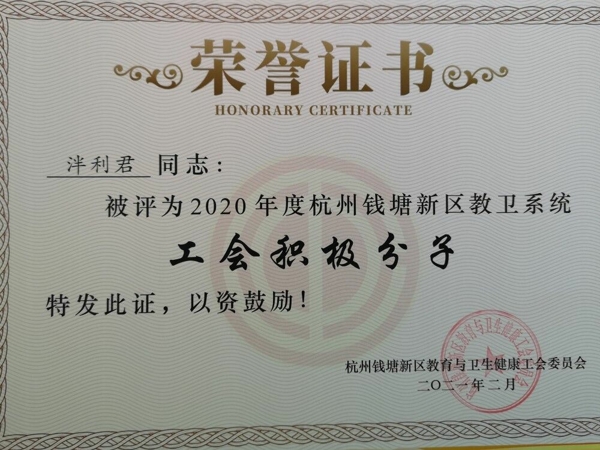 荣誉证书
HONORARY CERTIFICATE
泮利君 同志：
被评为2020年度杭州钱塘新区教卫系统
工会积极分子
特发此证，以资鼓励！
杭州钱塘新区教育与卫生健康工会委员会
二〇二一年二月